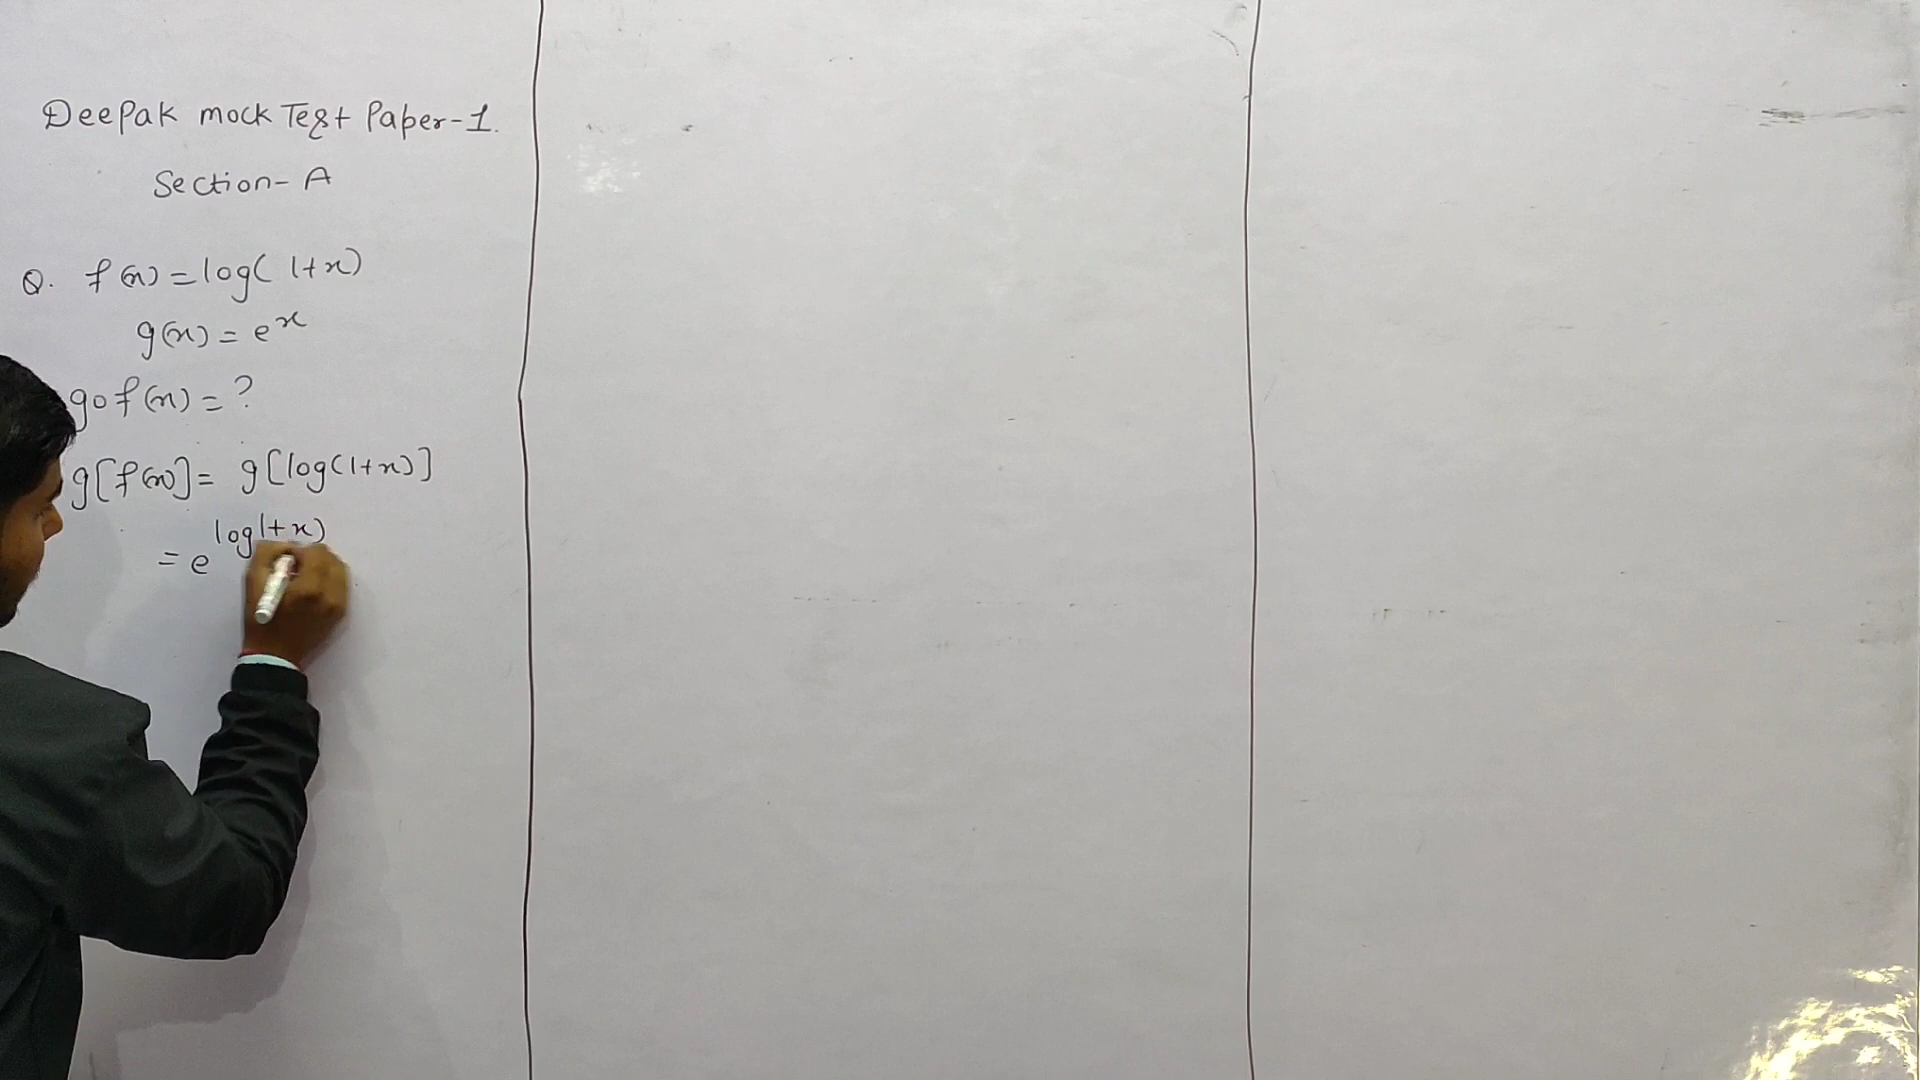 Deepak mock Test Paper-1.
Section-A
Q. f(x)=log(1+x)
g(x)=e^x
gof(x)=?
g[f(x)]= g[log(1+x)]
=e^log(1+x)